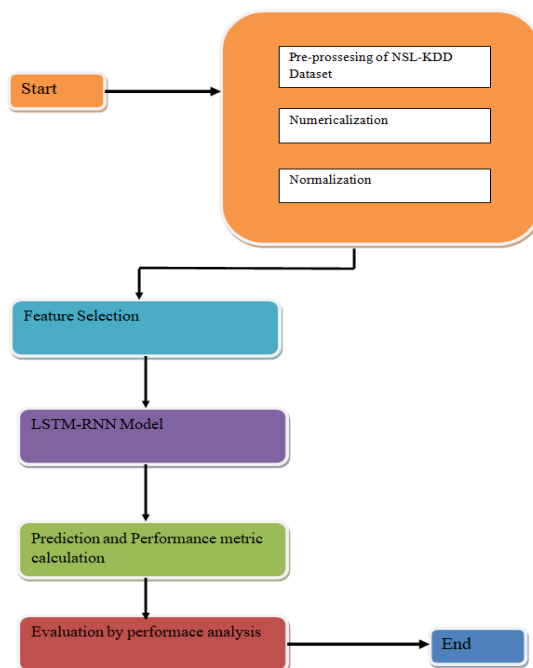 Start
Pre-prossesing of NSL-KDD
Dataset
Numericalization
Normalization
Feature Selection
LSTM-RNN Model
Prediction and Performance metric
calculation
Evaluation by performace analysis
End